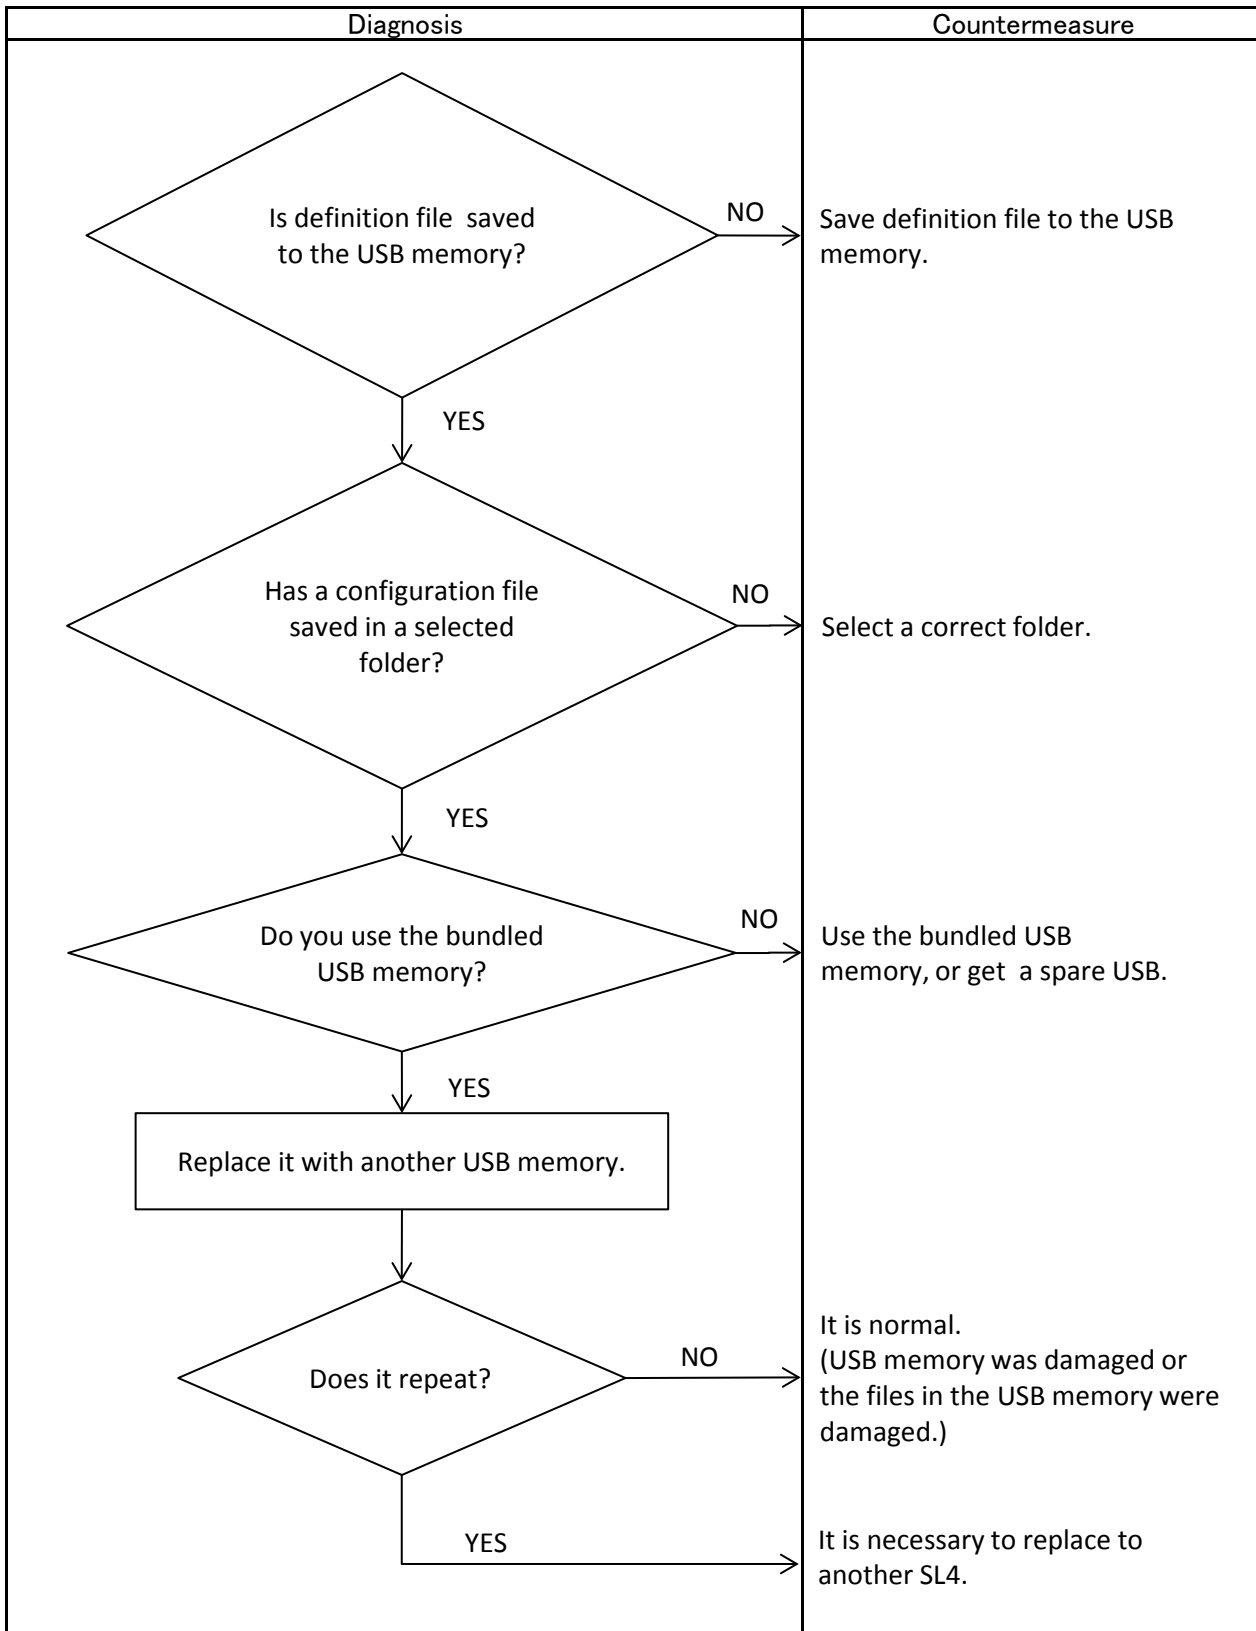 Diagnosis
Countermeasure
Is definition file  saved
to the USB memory?
NO
Save definition file to the USB
memory.
YES
Has a configuration file
saved in a selected
folder?
NO
Select a correct folder.
YES
Do you use the bundled
USB memory?
NO
Use the bundled USB
memory, or get  a spare USB.
YES
Replace it with another USB memory.
Does it repeat?
NO
It is normal.
(USB memory was damaged or
the files in the USB memory were
damaged.)
YES
It is necessary to replace to
another SL4.